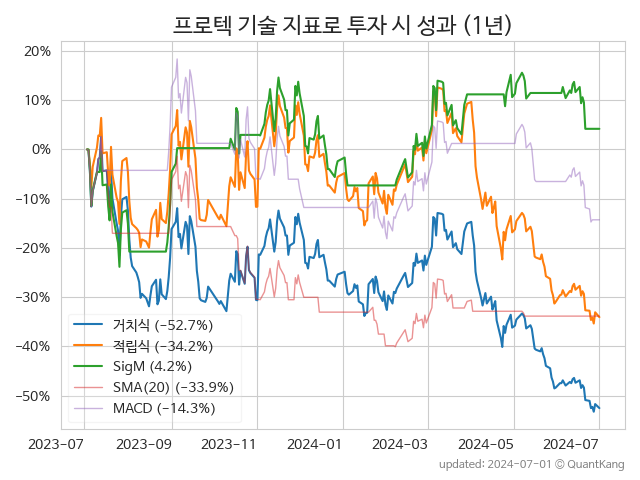 프로텍 기술 지표로 투자 시 성과 (1년)
20%
10%
0%
−10%
−20%
−30%
−40%
−50%
거치식 (−52.7%)
적립식 (−34.2%)
SigM (4.2%)
SMA(20) (−33.9%)
MACD (−14.3%)
2023-07 2023-09 2023-11 2024-01 2024-03 2024-05 2024-07
updated: 2024-07-01 © QuantKang